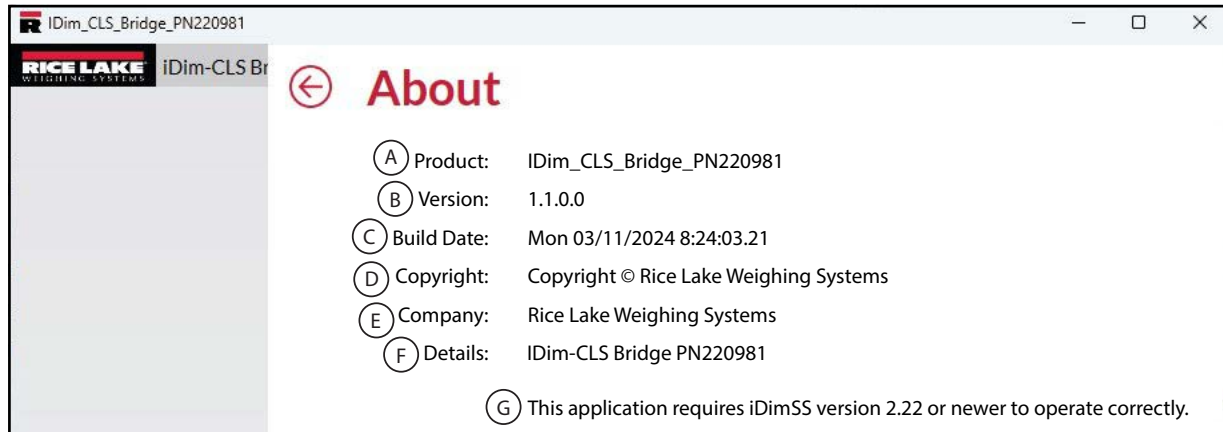 IDim_CLS_Bridge_PN220981
RICE LAKE
WEIGHING SYSTEMS
iDim-CLS Br
About
A Product: IDim_CLS_Bridge_PN220981
B Version: 1.1.0.0
C Build Date: Mon 03/11/2024 8:24:03.21
D Copyright: Copyright © Rice Lake Weighing Systems
E Company: Rice Lake Weighing Systems
F Details: IDim-CLS Bridge PN220981
G This application requires iDimSS version 2.22 or newer to operate correctly.